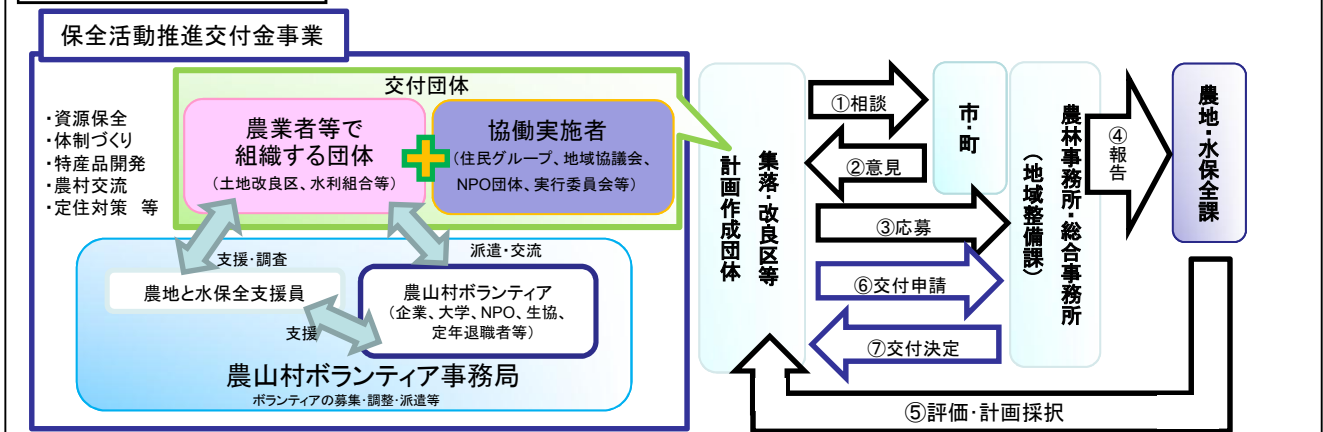 保全活動推進交付金事業
・資源保全
・体制づくり
・特産品開発
・農村交流
・定住対策 等
交付団体
農業者等で
組織する団体
（土地改良区、水利組合等）
協働実施者
（住民グループ、地域協議会、
NPO団体、実行委員会等）
支援・調査
派遣・交流
農地と水保全支援員
農山村ボランティア
（企業、大学、NPO、生協、
定年退職者等）
支援
農山村ボランティア事務局
ボランティアの募集・調整・派遣等
集落・改良区等
計画作成団体
①相談
②意見
③応募
⑥交付申請
⑦交付決定
市・町
農林事務所・総合事務所
（地域整備課）
④報告
農地・水保全課
⑤評価・計画採択